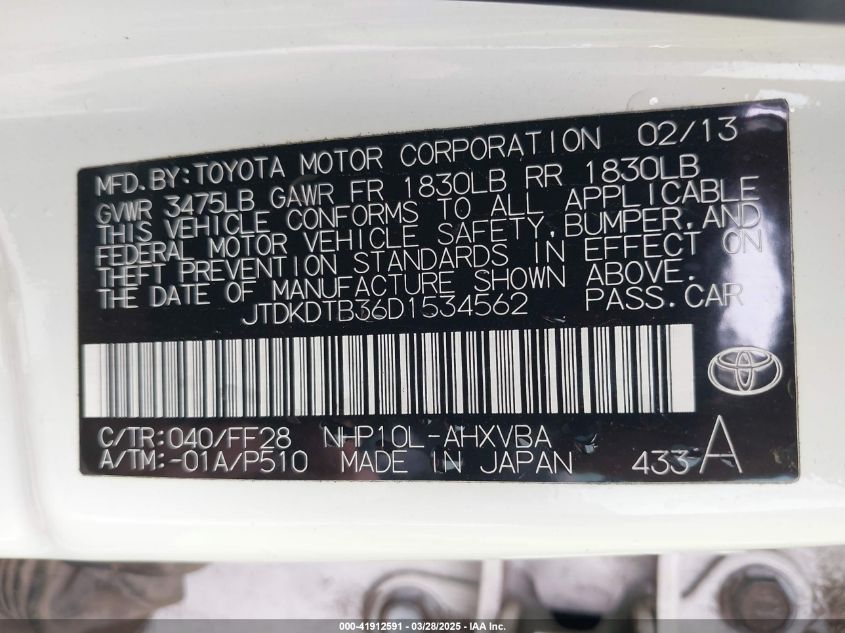 MFD.BY:TOYOTA MOTOR CORPORATION 02/13
GVWR 3475LB GAWR FR 1830LB RR 1830LB
THIS VEHICLE CONFORMS TO ALL APPLICABLE
FEDERAL MOTOR VEHICLE SAFETY,BUMPER,AND
THEFT PREVENTION STANDARDS IN EFFECT ON
THE DATE OF MANUFACTURE SHOWN ABOVE.
JTDKDTB36D1534562 PASS.CAR
C/TR:040/FF28 NHP10L-AHXVBA
A/TM:-01A/P510 MADE IN JAPAN 433 A
000-41912591 | 03/28/2025 | IAA Inc.